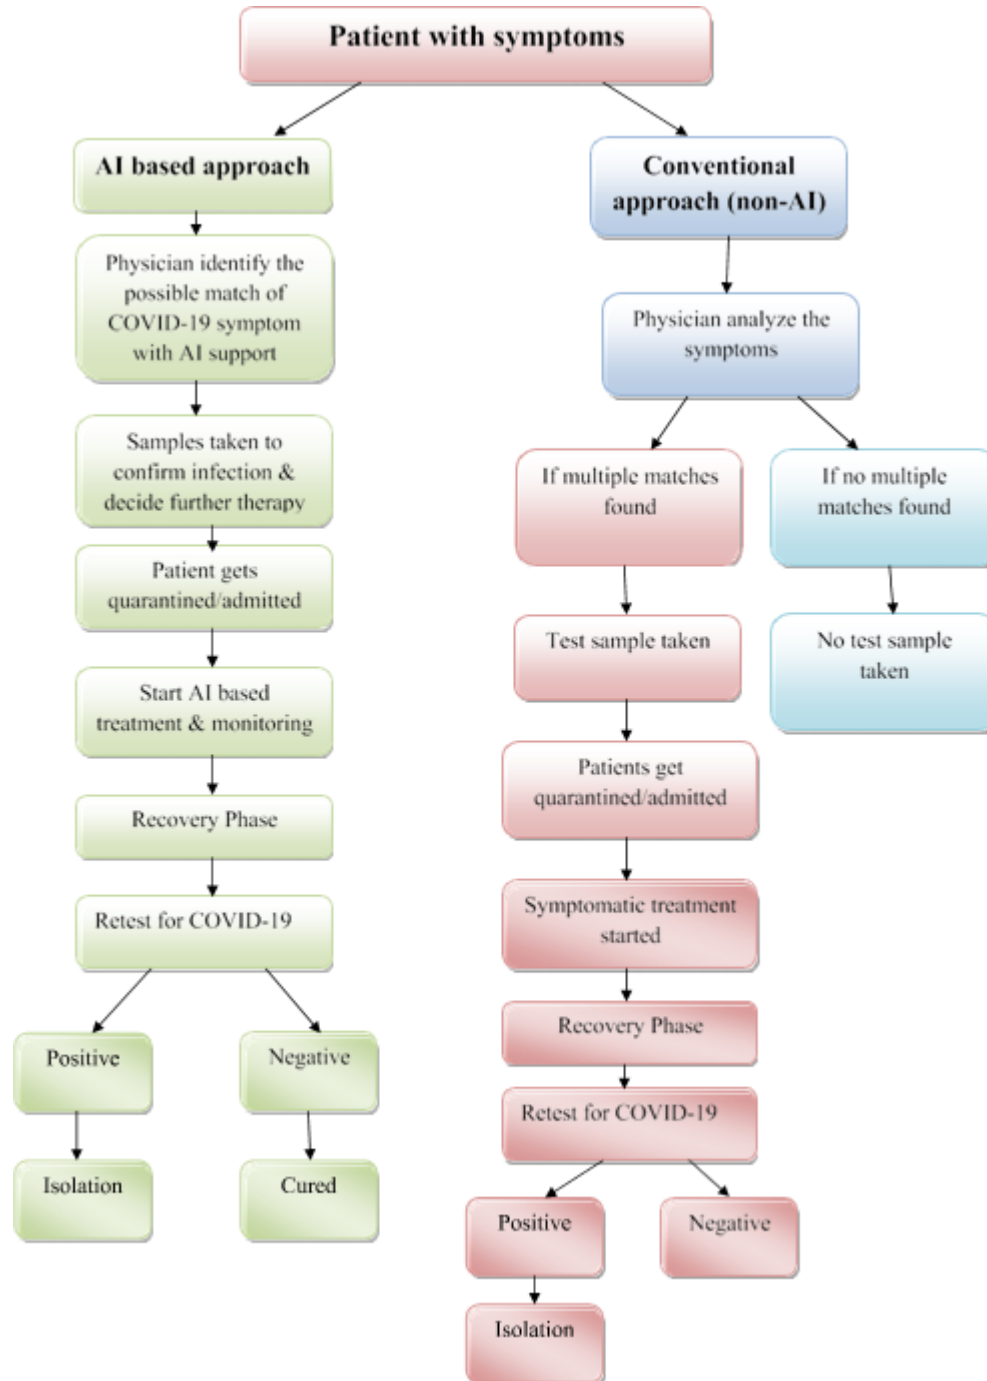 Patient with symptoms
AI based approach
Physician identify the
possible match of
COVID-19 symptom
with AI support
Samples taken to
confirm infection &
decide further therapy
Patient gets
quarantined/admitted
Start AI based
treatment & monitoring
Recovery Phase
Retest for COVID-19
Positive
Negative
Isolation
Cured
Conventional
approach (non-AI)
Physician analyze the
symptoms
If multiple matches
found
If no multiple
matches found
Test sample taken
No test sample
taken
Patients get
quarantined/admitted
Symptomatic treatment
started
Recovery Phase
Retest for COVID-19
Positive
Negative
Isolation